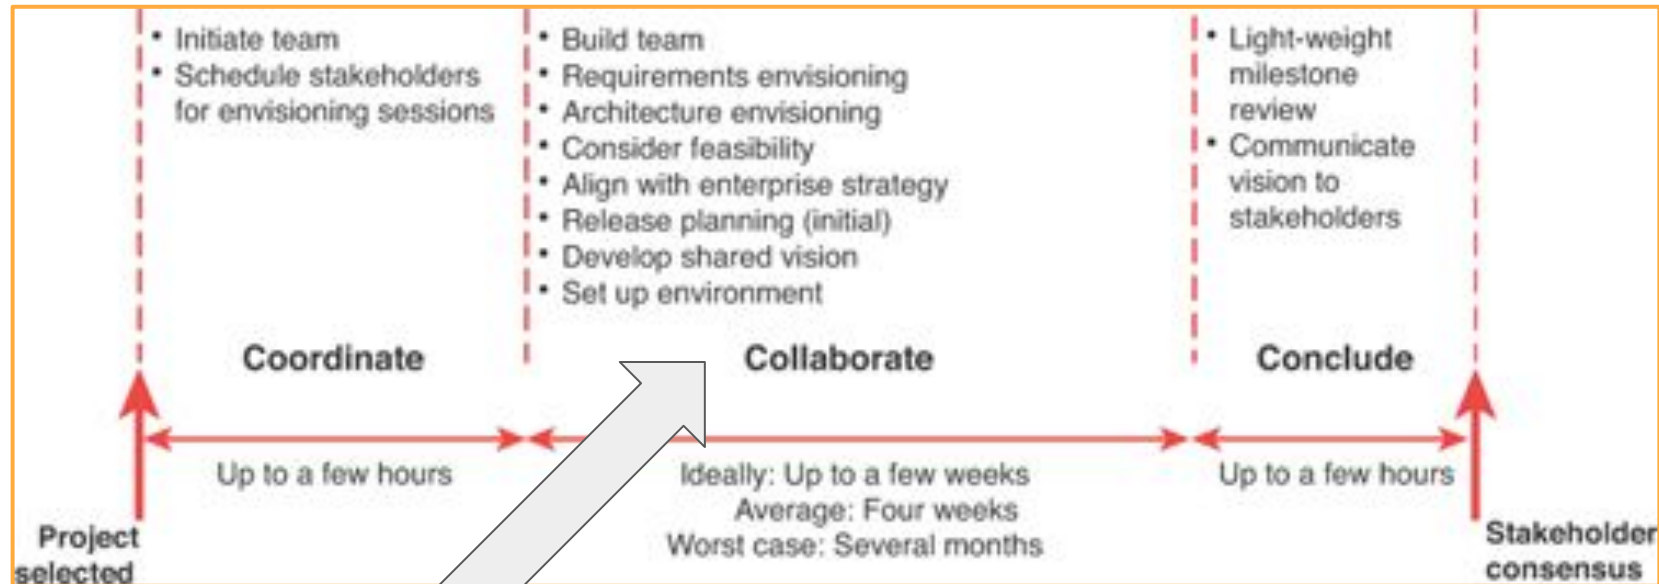 • Initiate team
• Schedule stakeholders
for envisioning sessions
• Build team
• Requirements envisioning
• Architecture envisioning
• Consider feasibility
• Align with enterprise strategy
• Release planning (initial)
• Develop shared vision
• Set up environment
• Light-weight
milestone
review
• Communicate
vision to
stakeholders
Coordinate
Collaborate
Conclude
Up to a few hours
Ideally: Up to a few weeks
Average: Four weeks
Worst case: Several months
Up to a few hours
Project
selected
Stakeholder
consensus